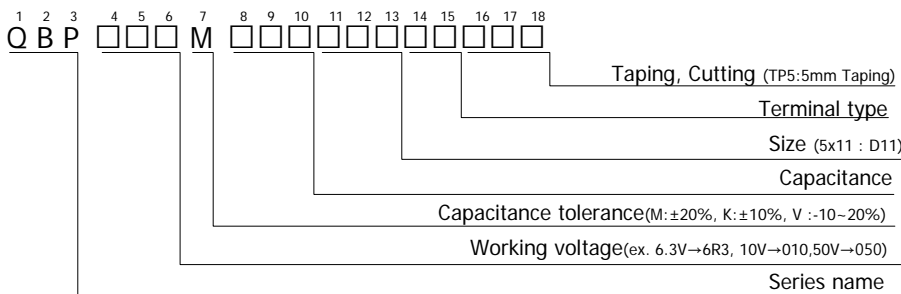 1 2 3 4 5 6 7 8 9 10 11 12 13 14 15 16 17 18
Q B P □ □ □ M □ □ □ □ □ □ □ □ □ □ □
Taping, Cutting (TP5:5mm Taping)
Terminal type
Size (5x11 : D11)
Capacitance
Capacitance tolerance(M:±20%, K:±10%, V :-10~20%)
Working voltage(ex. 6.3V→6R3, 10V→010,50V→050)
Series name